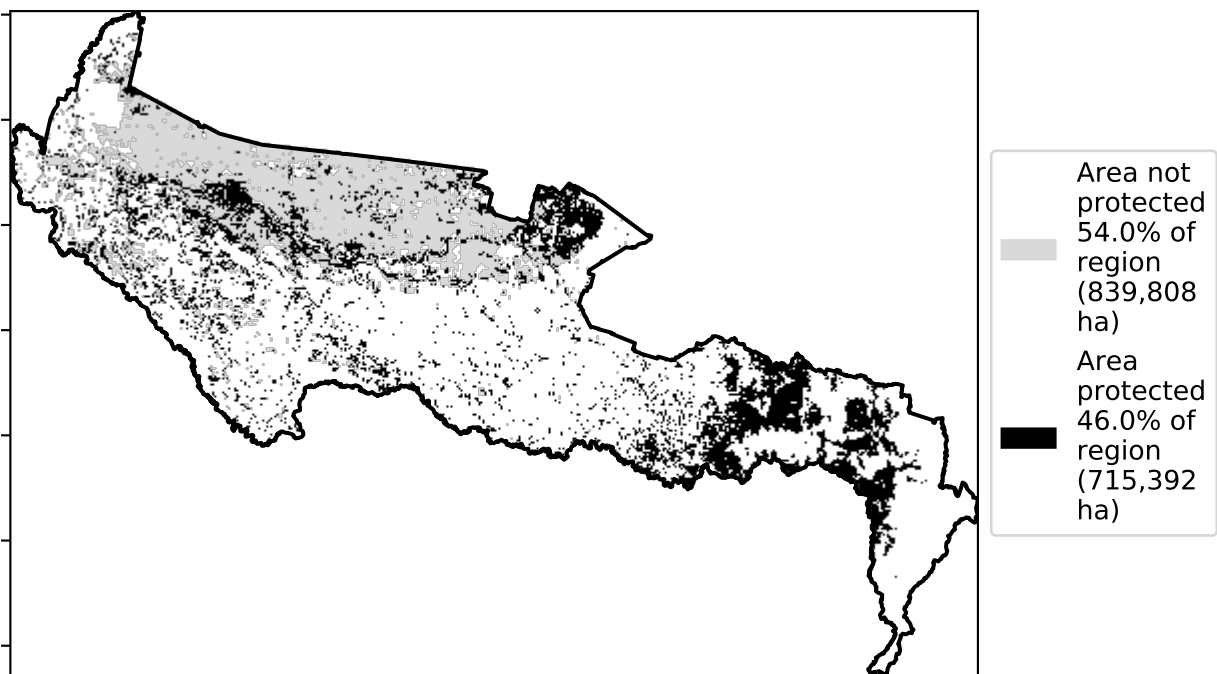 Area not
protected
54.0% of
region
(839,808
ha)
Area
protected
46.0% of
region
(715,392
ha)